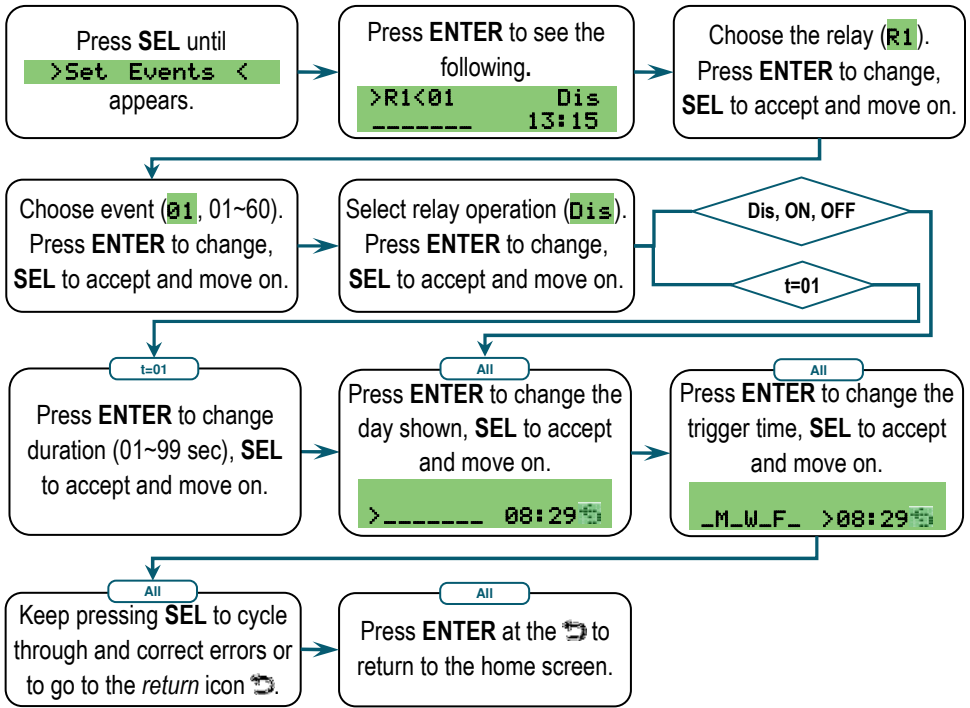 Press SEL until
>Set Events <
appears.
Press ENTER to see the
following.
>R1<01 Dis
_______ 13:15
Choose the relay (R1).
Press ENTER to change,
SEL to accept and move on.
Choose event (01, 01~60).
Press ENTER to change,
SEL to accept and move on.
Select relay operation (Dis).
Press ENTER to change,
SEL to accept and move on.
Dis, ON, OFF
t=01
t=01
Press ENTER to change
duration (01~99 sec), SEL
to accept and move on.
All
Press ENTER to change the
day shown, SEL to accept
and move on.
>_______ 08:29
All
Press ENTER to change the
trigger time, SEL to accept
and move on.
_M_W_F_ >08:29
All
Keep pressing SEL to cycle
through and correct errors or
to go to the return icon .
All
Press ENTER at the to
return to the home screen.